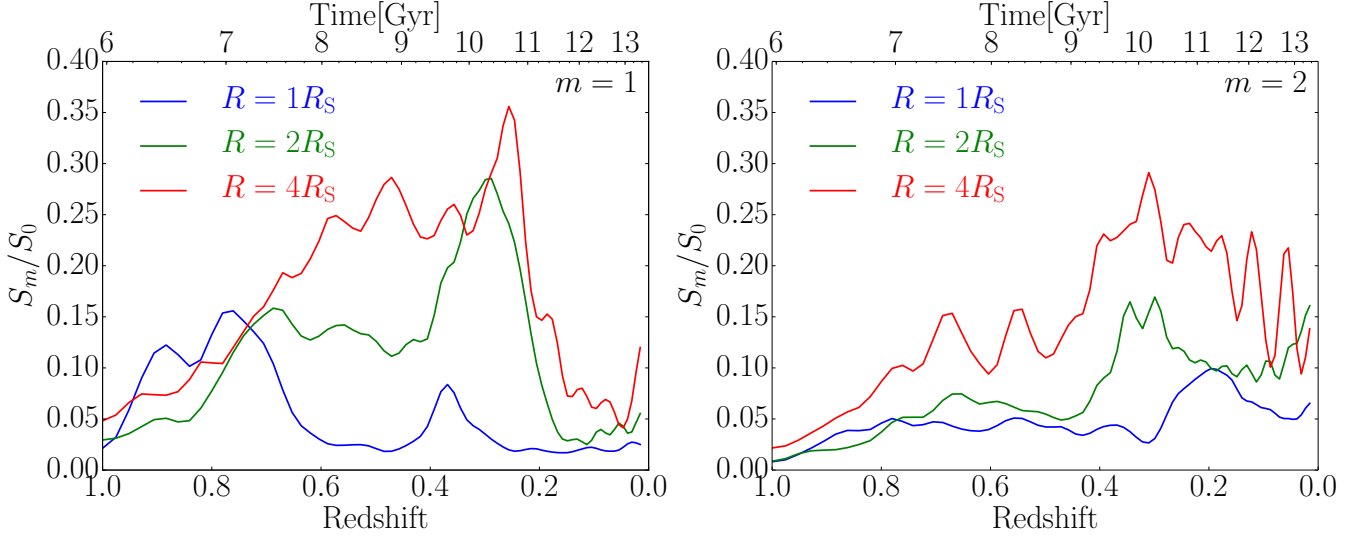 Time[Gyr]
6 7 8 9 10 11 12 13
m = 1
R = 1R_S
R = 2R_S
R = 4R_S
S_m/S_0
0.40
0.35
0.30
0.25
0.20
0.15
0.10
0.05
0.00
1.0 0.8 0.6 0.4 0.2 0.0
Redshift
Time[Gyr]
6 7 8 9 10 11 12 13
m = 2
R = 1R_S
R = 2R_S
R = 4R_S
S_m/S_0
0.40
0.35
0.30
0.25
0.20
0.15
0.10
0.05
0.00
1.0 0.8 0.6 0.4 0.2 0.0
Redshift